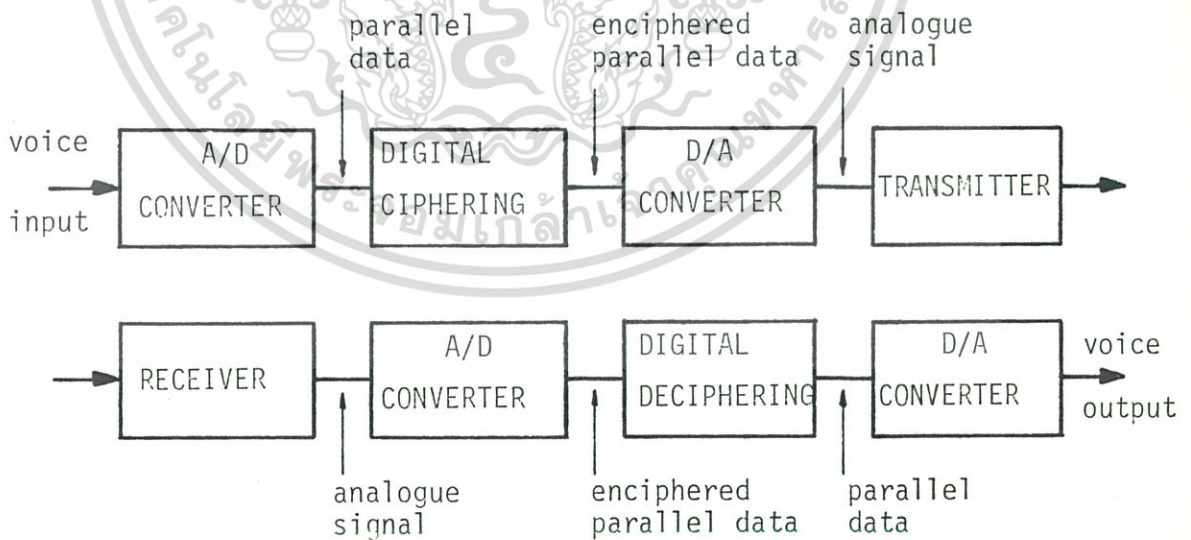 parallel
data
enciphered
parallel data
analogue
signal
voice
input
A/D
CONVERTER
DIGITAL
CIPHERING
D/A
CONVERTER
TRANSMITTER
RECEIVER
A/D
CONVERTER
DIGITAL
DECIPHERING
D/A
CONVERTER
voice
output
analogue
signal
enciphered
parallel data
parallel
data